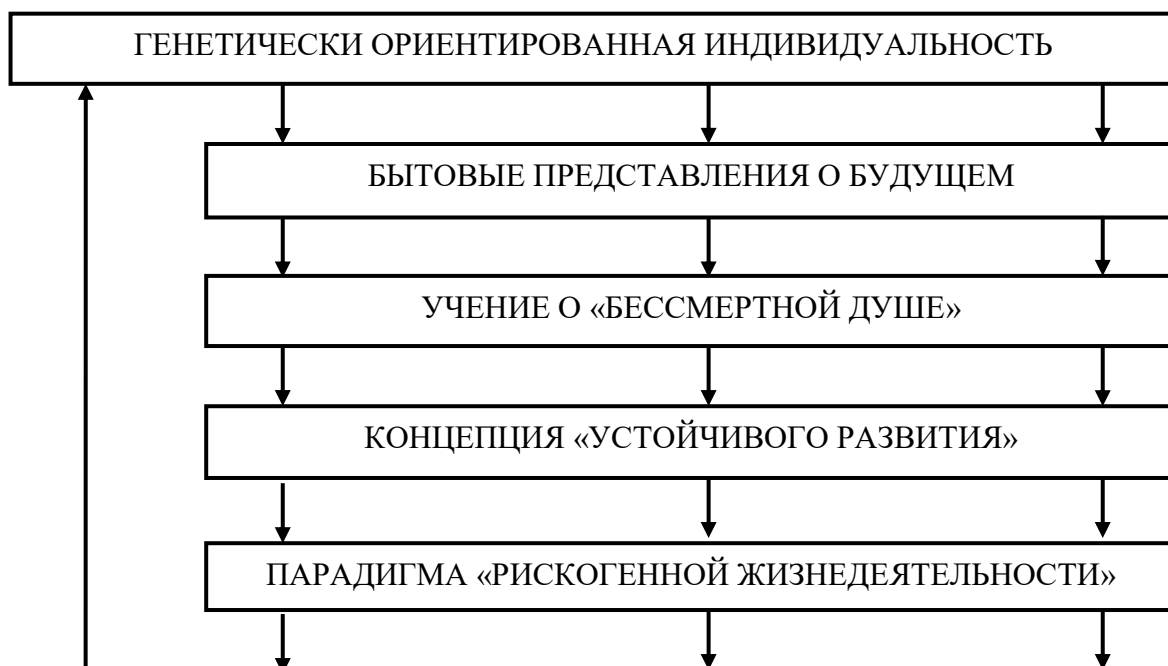 ГЕНЕТИЧЕСКИ ОРИЕНТИРОВАННАЯ ИНДИВИДУАЛЬНОСТЬ
БЫТОВЫЕ ПРЕДСТАВЛЕНИЯ О БУДУЩЕМ
УЧЕНИЕ О «БЕССМЕРТНОЙ ДУШЕ»
КОНЦЕПЦИЯ «УСТОЙЧИВОГО РАЗВИТИЯ»
ПАРАДИГМА «РИСКОГЕННОЙ ЖИЗНЕДЕЯТЕЛЬНОСТИ»